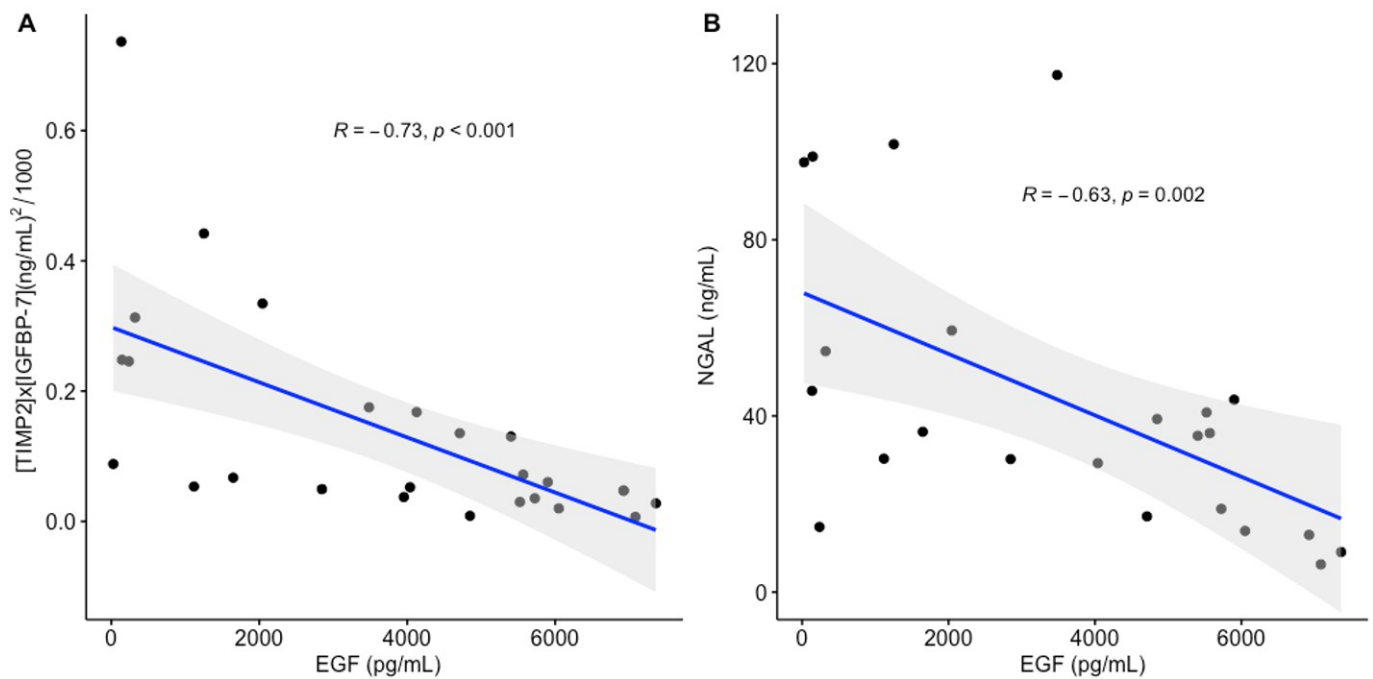 A
[TIMP2]x[IGFBP-7](ng/mL)²/1000
0.6
0.4
0.2
0.0
R = −0.73, p < 0.001
0 2000 4000 6000
EGF (pg/mL)
B
NGAL (ng/mL)
120
80
40
0
R = −0.63, p = 0.002
0 2000 4000 6000
EGF (pg/mL)